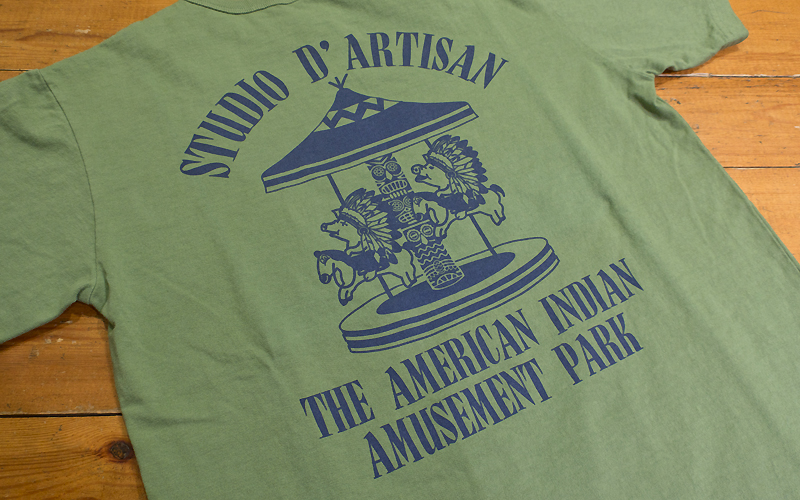 STUDIO D'ARTISAN
THE AMERICAN INDIAN
AMUSEMENT PARK